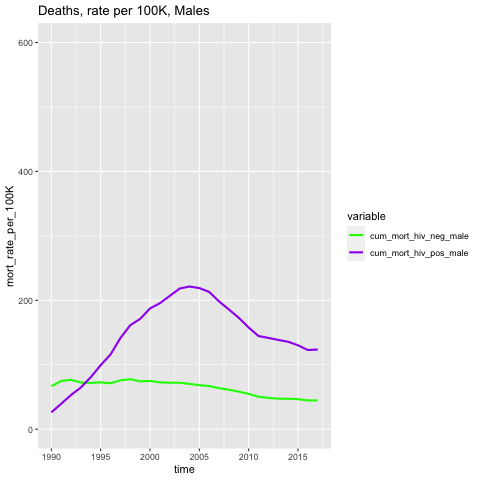 Deaths, rate per 100K, Males
mort_rate_per_100K
600
400
200
0
1990 1995 2000 2005 2010 2015
time
variable
cum_mort_hiv_neg_male
cum_mort_hiv_pos_male